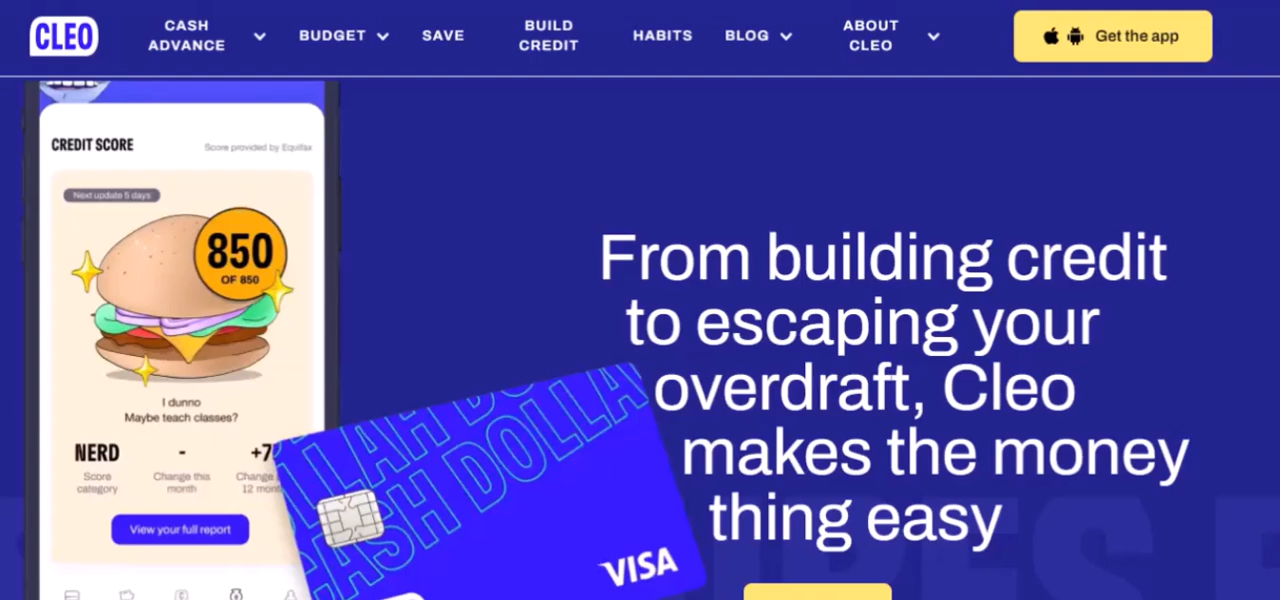 CLEO
CASH
ADVANCE
BUDGET
SAVE
BUILD
CREDIT
HABITS
BLOG
ABOUT
CLEO
Get the app
CREDIT SCORE
Score provided by Equifax
Next update 5 days
850
OF 850
I dunno
Maybe teach classes?
NERD
-
Score
category
Change this
month
Change
View your full report
From building credit
to escaping your
overdraft, Cleo
makes the money
thing easy
CASH DOLLA
VISA